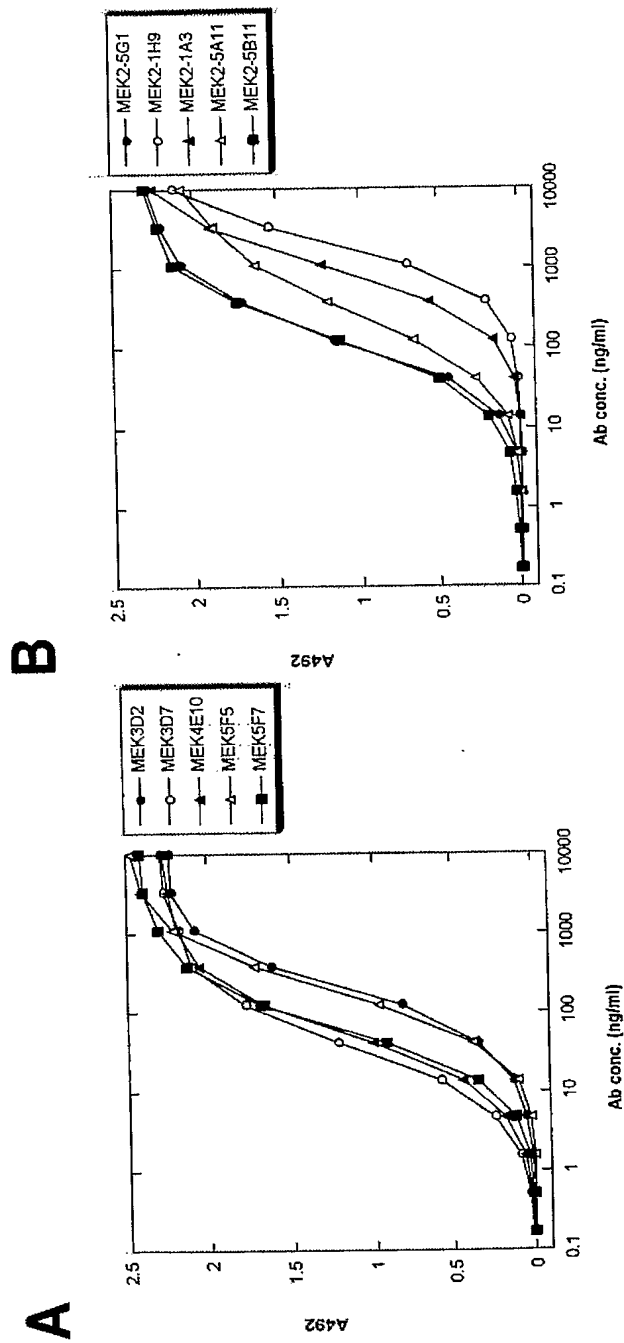 A
2.5
2
1.5
1
0.5
0
A492
0.1
1
10
100
1000
10000
Ab conc. (ng/ml)
MEK3D2
MEK3D7
MEK4E10
MEK5F5
MEK5F7
B
2.5
2
1.5
1
0.5
0
A492
0.1
1
10
100
1000
10000
Ab conc. (ng/ml)
MEK2-5G1
MEK2-1H9
MEK2-1A3
MEK2-5A11
MEK2-5B11